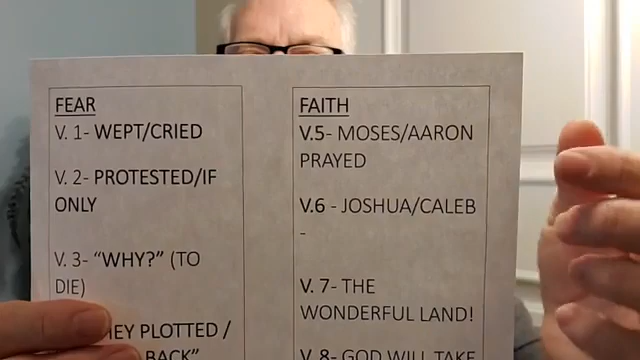 FEAR
V. 1- WEPT/CRIED
V. 2- PROTESTED/IF
ONLY
V. 3- "WHY?" (TO
DIE)
PLOTTED /
BACK"
FAITH
V.5- MOSES/AARON
PRAYED
V.6 - JOSHUA/CALEB
-
V. 7- THE
WONDERFUL LAND!
V. 8- GOD WILL TAKE